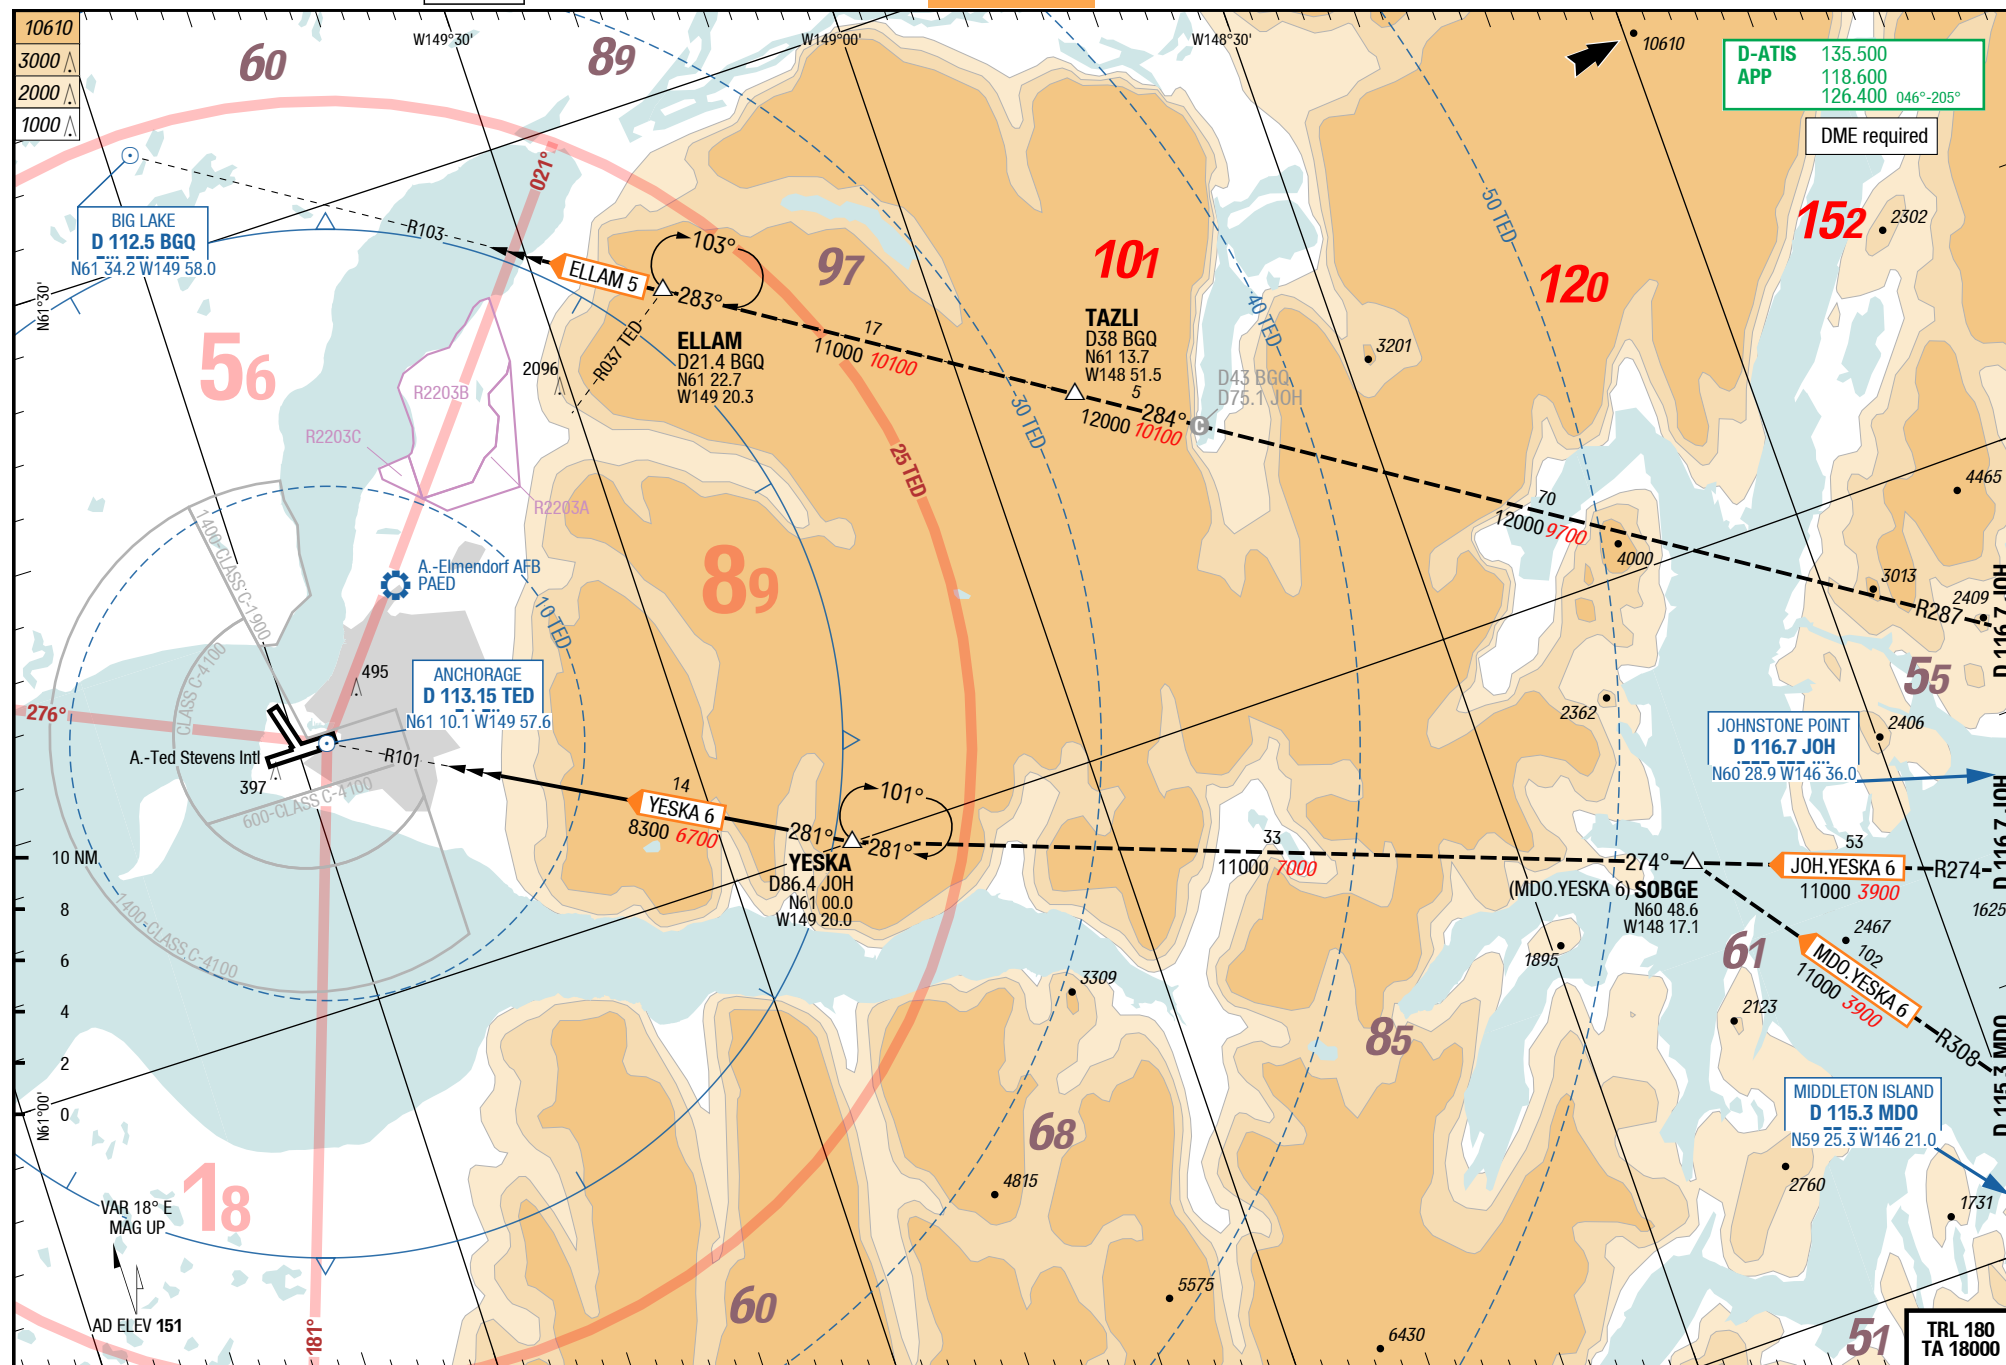 10610
3000
2000
1000
60
89
W149°30'
W149°00'
W148°30'
10610
D-ATIS 135.500
APP 118.600
126.400 046°-205°
DME required
BIG LAKE
D 112.5 BGQ
N61 34.2 W149 58.0
R103
021°
ELLAM 5
103°
283°
97
101
120
152
2302
50 TED
40 TED
30 TED
N61°30'
56
R2203B
R2203C
R2203A
2096
R037 TED
ELLAM
D21.4 BGQ
N61 22.7
W149 20.3
17
11000 10100
TAZLI
D38 BGQ
N61 13.7
W148 51.5
5
284°
12000 10100
D43 BGQ
D75.1 JOH
C
3201
25 TED
70
12000 9700
4000
4465
3013
2409
R287
D 116.7 JOH
1400-CLASS C-1900
A.-Elmendorf AFB
PAED
89
10 TED
CLASS C-4100
495
ANCHORAGE
D 113.15 TED
N61 10.1 W149 57.6
276°
A.-Ted Stevens Intl
397
R101
600-CLASS C-4100
1400-CLASS C-4100
14
YESKA 6
8300 6700
281°
101°
281°
YESKA
D86.4 JOH
N61 00.0
W149 20.0
33
11000 7000
274°
(MDO.YESKA 6) SOBGE
N60 48.6
W148 17.1
2362
55
2406
JOHNSTONE POINT
D 116.7 JOH
N60 28.9 W146 36.0
53
JOH.YESKA 6
11000 3900
R274
D 116.7 JOH
1625
2467
102
MDO.YESKA 6
11000 3900
R308
D 115.3 MDO
61
1895
2123
85
3309
10 NM
8
6
4
2
0
N61°00'
68
4815
MIDDLETON ISLAND
D 115.3 MDO
N59 25.3 W146 21.0
2760
1731
18
VAR 18° E
MAG UP
AD ELEV 151
181°
60
5575
6430
51
TRL 180
TA 18000